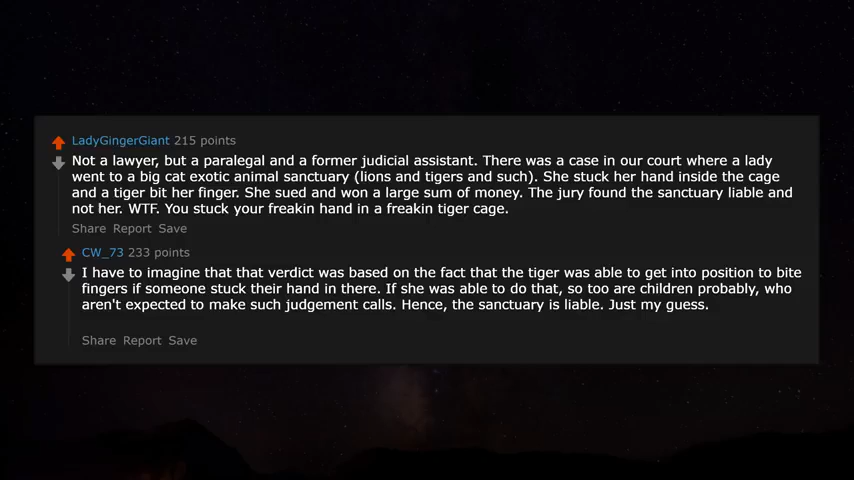 LadyGingerGiant 215 points
Not a lawyer, but a paralegal and a former judicial assistant. There was a case in our court where a lady
went to a big cat exotic animal sanctuary (lions and tigers and such). She stuck her hand inside the cage
and a tiger bit her finger. She sued and won a large sum of money. The jury found the sanctuary liable and
not her. WTF. You stuck your freakin hand in a freakin tiger cage.
Share Report Save
CW_73 233 points
I have to imagine that that verdict was based on the fact that the tiger was able to get into position to bite
fingers if someone stuck their hand in there. If she was able to do that, so too are children probably, who
aren't expected to make such judgement calls. Hence, the sanctuary is liable. Just my guess.
Share Report Save